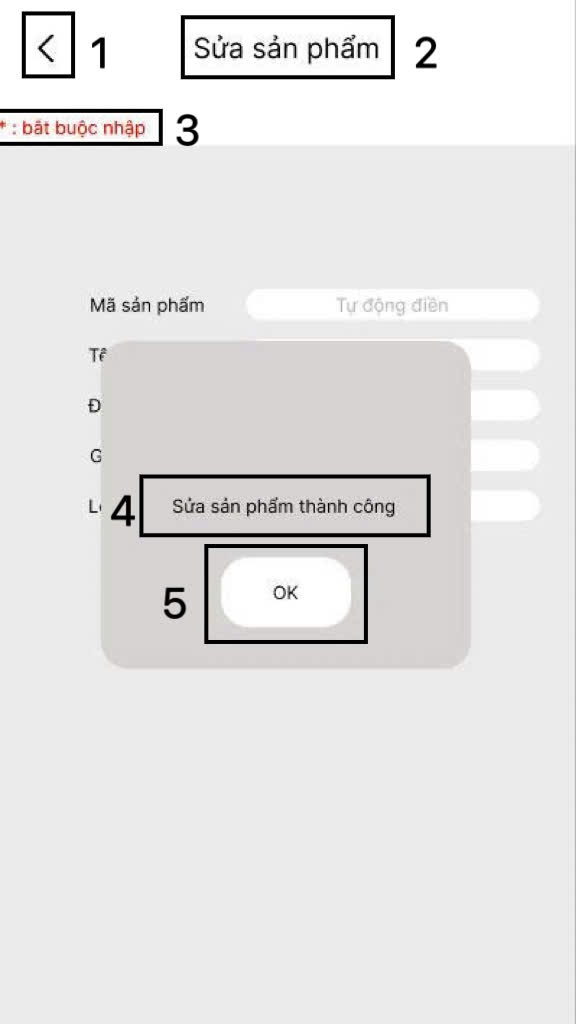 < 1 Sửa sản phẩm 2
* : bắt buộc nhập 3
Mã sản phẩm Tự động điền
4 Sửa sản phẩm thành công
5 OK